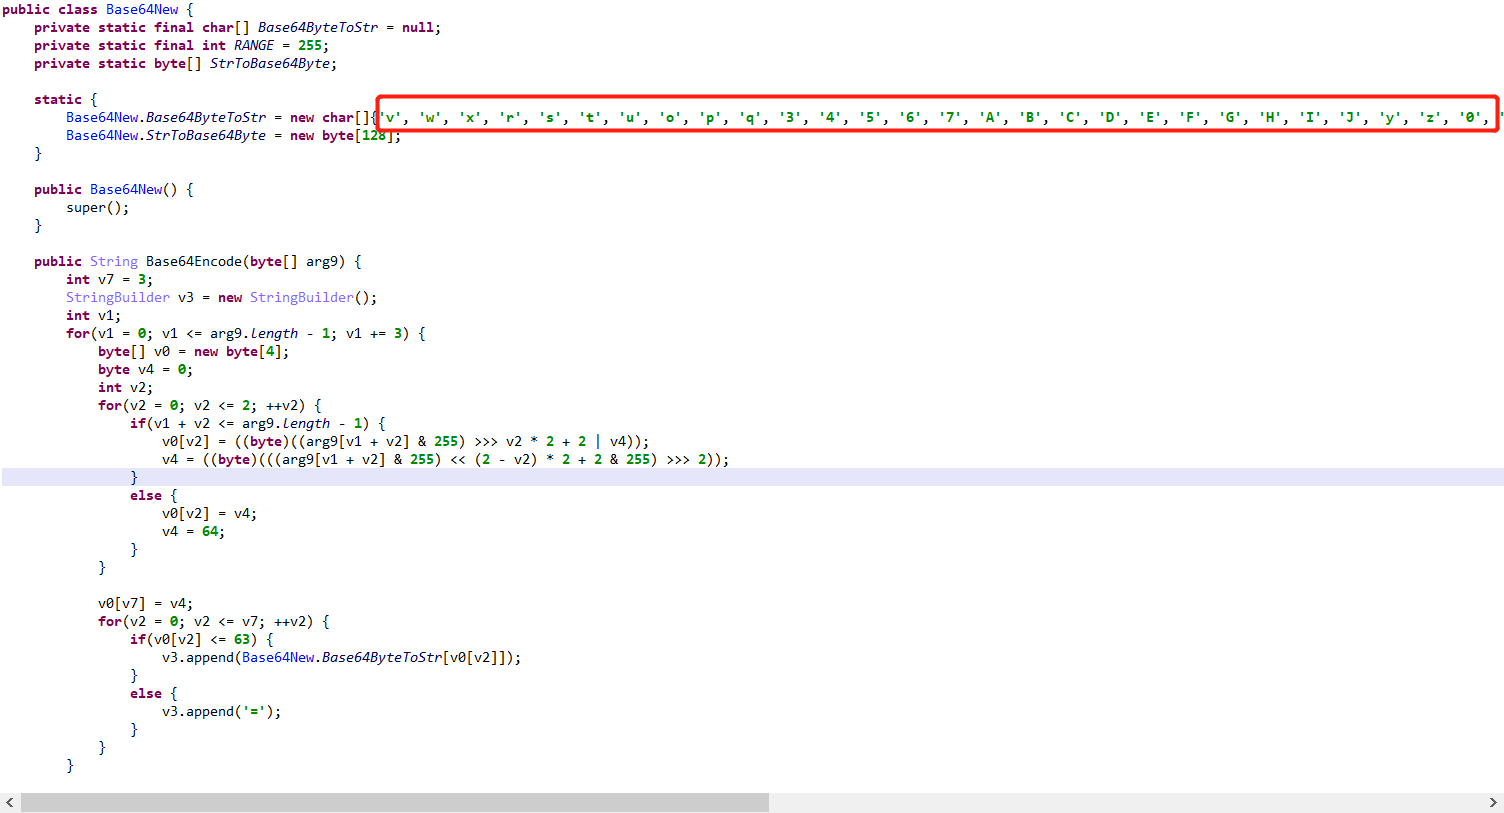 public class Base64New {
    private static final char[] Base64ByteToStr = null;
    private static final int RANGE = 255;
    private static byte[] StrToBase64Byte;

    static {
        Base64New.Base64ByteToStr = new char[]{'v', 'w', 'x', 'r', 's', 't', 'u', 'o', 'p', 'q', '3', '4', '5', '6', '7', 'A', 'B', 'C', 'D', 'E', 'F', 'G', 'H', 'I', 'J', 'y', 'z', '0', '
        Base64New.StrToBase64Byte = new byte[128];
    }

    public Base64New() {
        super();
    }

    public String Base64Encode(byte[] arg9) {
        int v7 = 3;
        StringBuilder v3 = new StringBuilder();
        int v1;
        for(v1 = 0; v1 <= arg9.length - 1; v1 += 3) {
            byte[] v0 = new byte[4];
            byte v4 = 0;
            int v2;
            for(v2 = 0; v2 <= 2; ++v2) {
                if(v1 + v2 <= arg9.length - 1) {
                    v0[v2] = ((byte)((arg9[v1 + v2] & 255) >>> v2 * 2 + 2 | v4));
                    v4 = ((byte)(((arg9[v1 + v2] & 255) << (2 - v2) * 2 + 2 & 255) >>> 2));
                }
                else {
                    v0[v2] = v4;
                    v4 = 64;
                }
            }

            v0[v7] = v4;
            for(v2 = 0; v2 <= v7; ++v2) {
                if(v0[v2] <= 63) {
                    v3.append(Base64New.Base64ByteToStr[v0[v2]]);
                }
                else {
                    v3.append('=');
                }
            }
        }